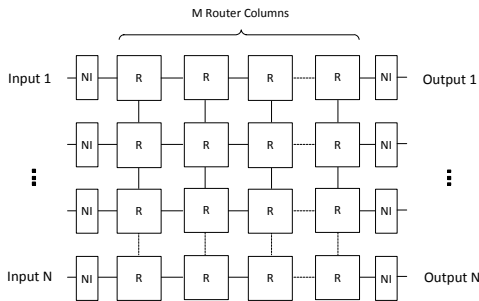 M Router Columns
Input 1 NI R R R R NI Output 1
NI R R R R NI
NI R R R R NI
Input N NI R R R R NI Output N